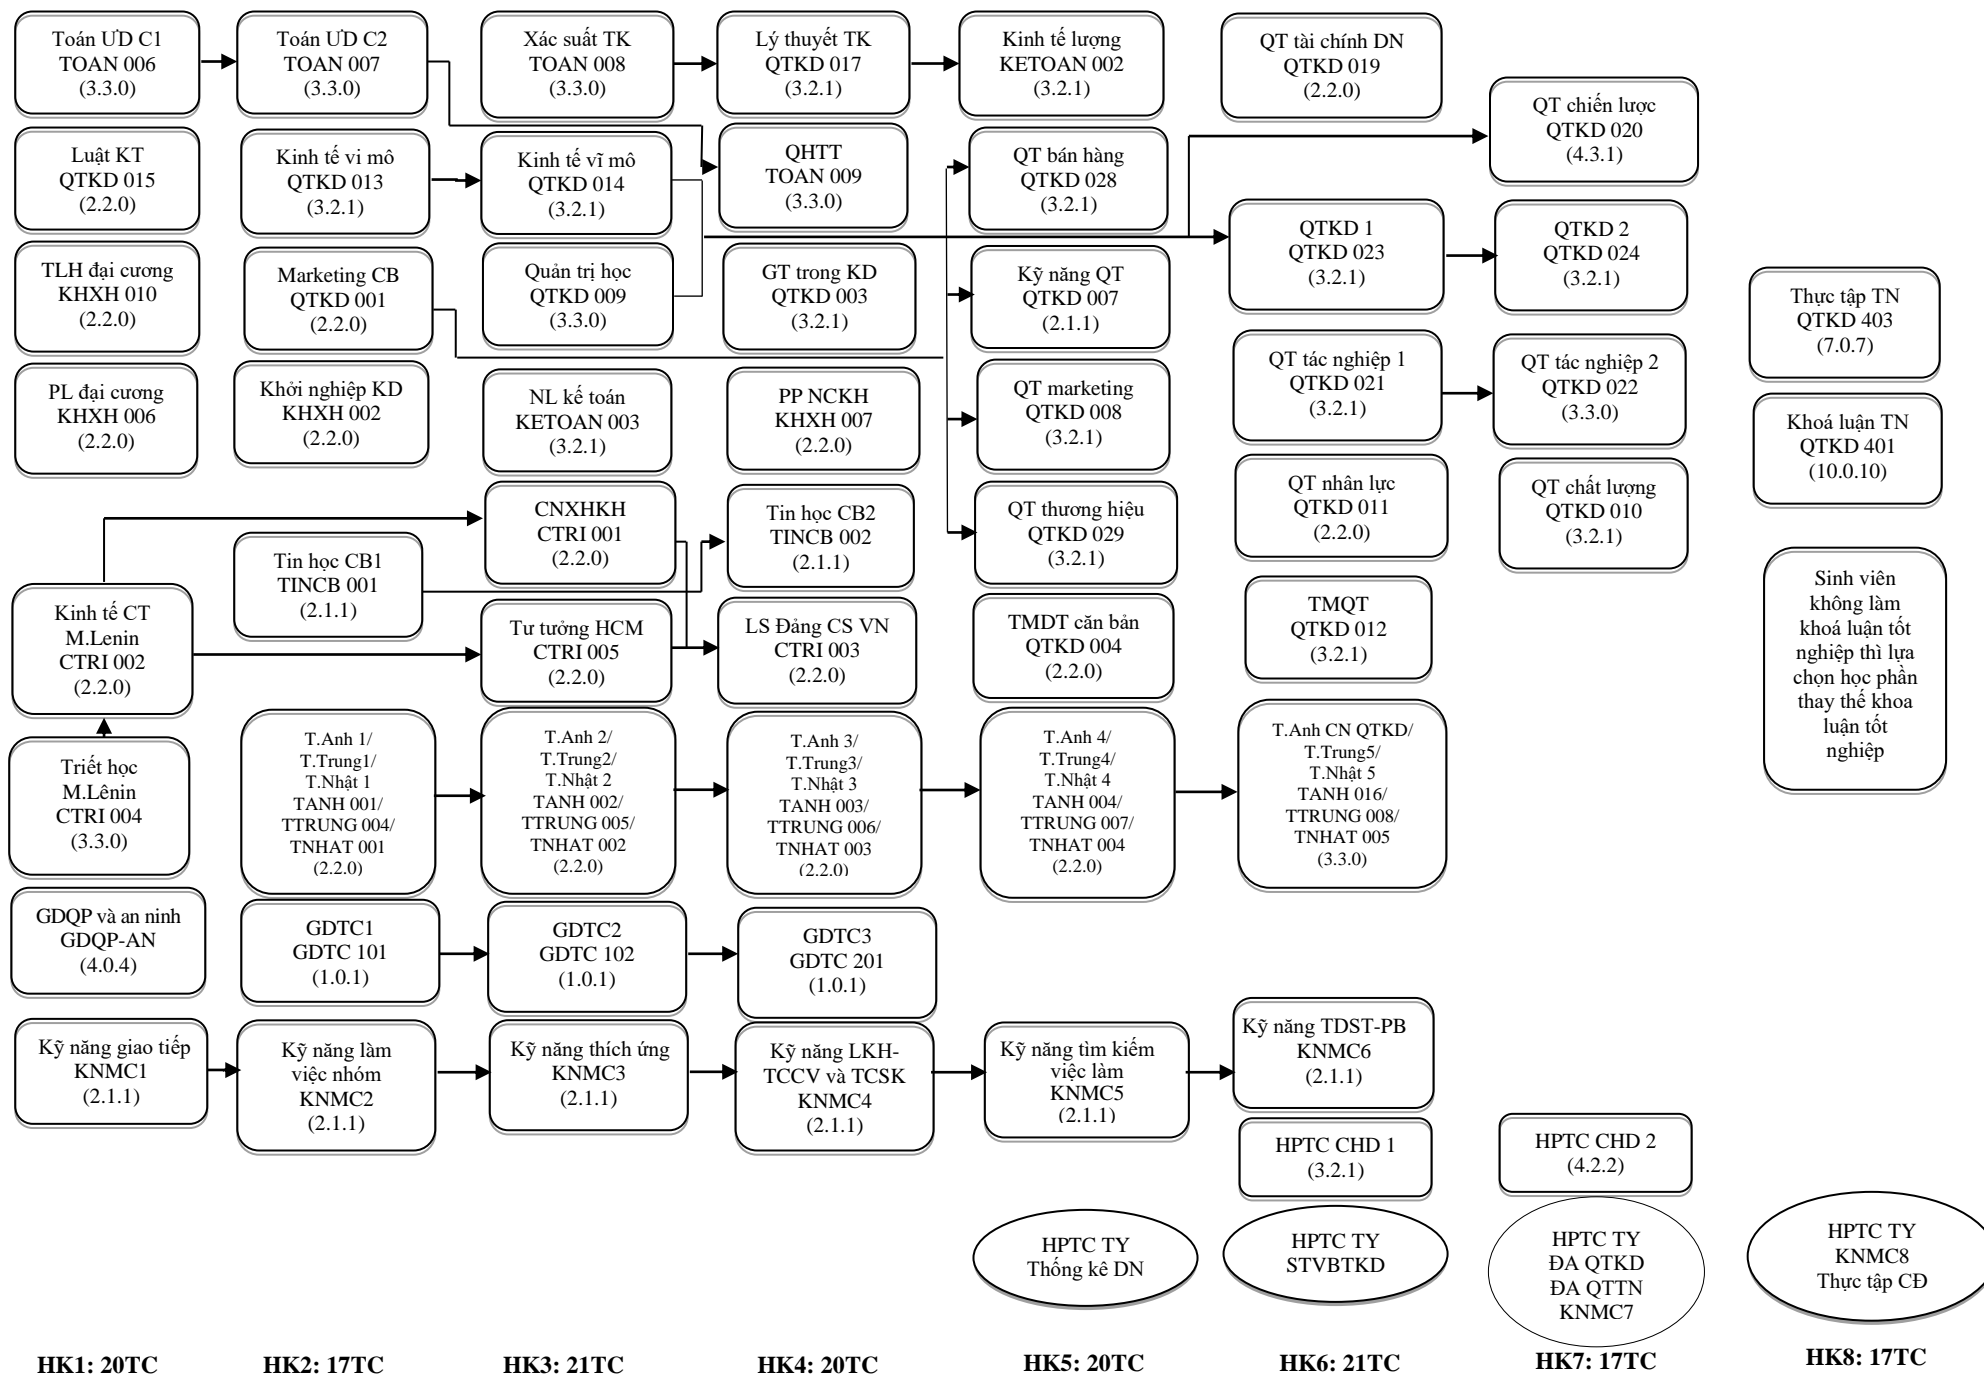 Toán ƯD C1
TOAN 006
(3.3.0)
Luật KT
QTKD 015
(2.2.0)
TLH đại cương
KHXH 010
(2.2.0)
PL đại cương
KHXH 006
(2.2.0)
Kinh tế CT
M.Lenin
CTRI 002
(2.2.0)
Triết học
M.Lênin
CTRI 004
(3.3.0)
GDQP và an ninh
GDQP-AN
(4.0.4)
Kỹ năng giao tiếp
KNMC1
(2.1.1)
HK1: 20TC
Toán ƯD C2
TOAN 007
(3.3.0)
Kinh tế vi mô
QTKD 013
(3.2.1)
Marketing CB
QTKD 001
(2.2.0)
Khởi nghiệp KD
KHXH 002
(2.2.0)
Tin học CB1
TINCB 001
(2.1.1)
T.Anh 1/
T.Trung1/
T.Nhật 1
TANH 001/
TTRUNG 004/
TNHAT 001
(2.2.0)
GDTC1
GDTC 101
(1.0.1)
Kỹ năng làm
việc nhóm
KNMC2
(2.1.1)
HK2: 17TC
Xác suất TK
TOAN 008
(3.3.0)
Kinh tế vĩ mô
QTKD 014
(3.2.1)
Quản trị học
QTKD 009
(3.3.0)
NL kế toán
KETOAN 003
(3.2.1)
CNXHKH
CTRI 001
(2.2.0)
Tư tưởng HCM
CTRI 005
(2.2.0)
T.Anh 2/
T.Trung2/
T.Nhật 2
TANH 002/
TTRUNG 005/
TNHAT 002
(2.2.0)
GDTC2
GDTC 102
(1.0.1)
Kỹ năng thích ứng
KNMC3
(2.1.1)
HK3: 21TC
Lý thuyết TK
QTKD 017
(3.2.1)
QHTT
TOAN 009
(3.3.0)
GT trong KD
QTKD 003
(3.2.1)
PP NCKH
KHXH 007
(2.2.0)
Tin học CB2
TINCB 002
(2.1.1)
LS Đảng CS VN
CTRI 003
(2.2.0)
T.Anh 3/
T.Trung3/
T.Nhật 3
TANH 003/
TTRUNG 006/
TNHAT 003
(2.2.0)
GDTC3
GDTC 201
(1.0.1)
Kỹ năng LKH-
TCCV và TCSK
KNMC4
(2.1.1)
HK4: 20TC
Kinh tế lượng
KETOAN 002
(3.2.1)
QT bán hàng
QTKD 028
(3.2.1)
Kỹ năng QT
QTKD 007
(2.1.1)
QT marketing
QTKD 008
(3.2.1)
QT thương hiệu
QTKD 029
(3.2.1)
TMDT căn bản
QTKD 004
(2.2.0)
T.Anh 4/
T.Trung4/
T.Nhật 4
TANH 004/
TTRUNG 007/
TNHAT 004
(2.2.0)
Kỹ năng tìm kiếm
việc làm
KNMC5
(2.1.1)
HPTC TY
Thống kê DN
HK5: 20TC
QT tài chính DN
QTKD 019
(2.2.0)
QTKD 1
QTKD 023
(3.2.1)
QT tác nghiệp 1
QTKD 021
(3.2.1)
QT nhân lực
QTKD 011
(2.2.0)
TMQT
QTKD 012
(3.2.1)
T.Anh CN QTKD/
T.Trung5/
T.Nhật 5
TANH 016/
TTRUNG 008/
TNHAT 005
(3.3.0)
Kỹ năng TDST-PB
KNMC6
(2.1.1)
HPTC CHD 1
(3.2.1)
HPTC TY
STVBTKD
HK6: 21TC
QT chiến lược
QTKD 020
(4.3.1)
QTKD 2
QTKD 024
(3.2.1)
QT tác nghiệp 2
QTKD 022
(3.3.0)
QT chất lượng
QTKD 010
(3.2.1)
HPTC CHD 2
(4.2.2)
HPTC TY
ĐA QTKD
ĐA QTTN
KNMC7
HK7: 17TC
Thực tập TN
QTKD 403
(7.0.7)
Khoá luận TN
QTKD 401
(10.0.10)
Sinh viên
không làm
khoá luận tốt
nghiệp thì lựa
chọn học phần
thay thế khoa
luận tốt
nghiệp
HPTC TY
KNMC8
Thực tập CĐ
HK8: 17TC